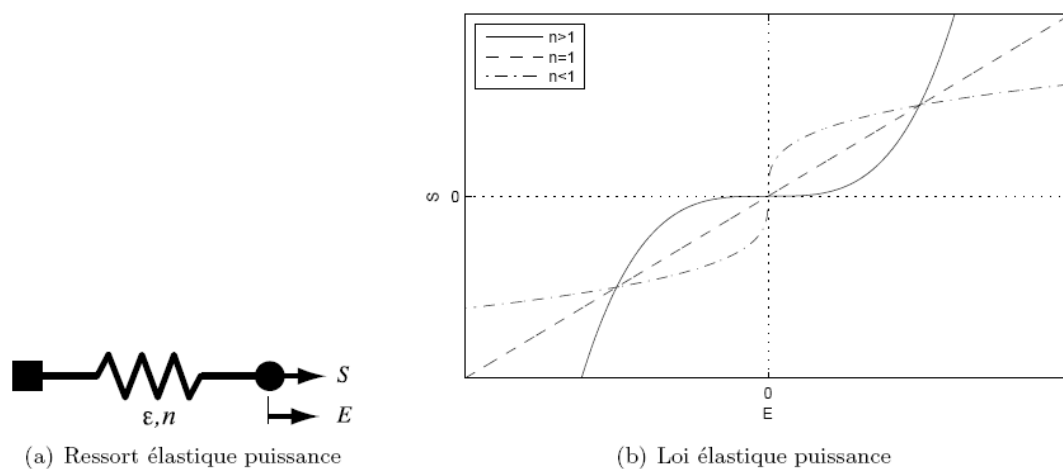 n>1
n=1
n<1
S 0
0
E
S
E
ε,n
(a) Ressort élastique puissance
(b) Loi élastique puissance